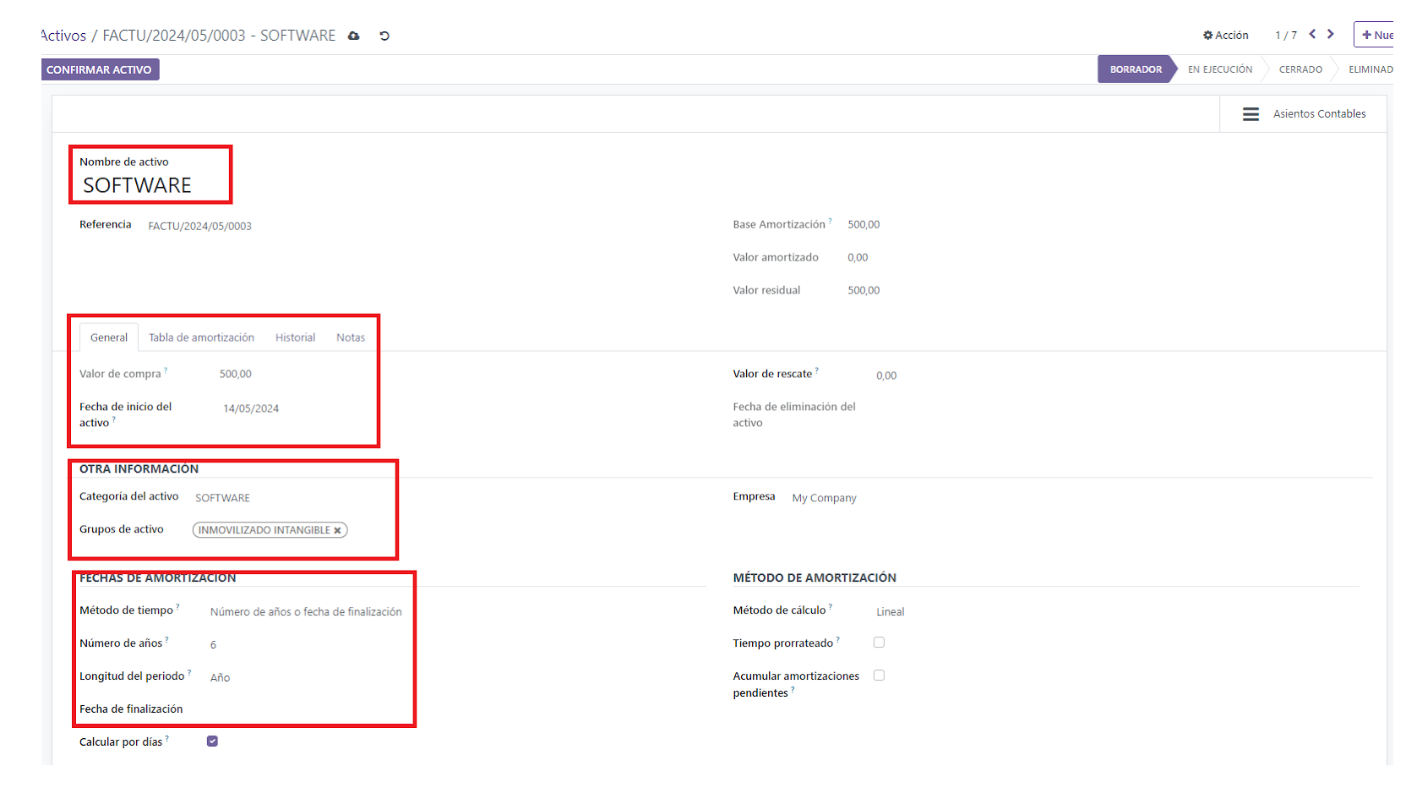 Activos / FACTU/2024/05/0003 - SOFTWARE
Acción 1 / 7 + Nue
CONFIRMAR ACTIVO
BORRADOR EN EJECUCIÓN CERRADO ELIMINAD
Asientos Contables
Nombre de activo
SOFTWARE
Referencia FACTU/2024/05/0003
Base Amortización ? 500,00
Valor amortizado 0,00
Valor residual 500,00
General Tabla de amortización Historial Notas
Valor de compra ? 500,00
Valor de rescate ? 0,00
Fecha de inicio del
activo ? 14/05/2024
Fecha de eliminación del
activo
OTRA INFORMACIÓN
Categoría del activo SOFTWARE
Empresa My Company
Grupos de activo INMOVILIZADO INTANGIBLE ✖
FECHAS DE AMORTIZACIÓN
MÉTODO DE AMORTIZACIÓN
Método de tiempo ? Número de años o fecha de finalización
Método de cálculo ? Lineal
Número de años ? 6
Tiempo prorrateado ?
Longitud del periodo ? Año
Acumular amortizaciones
pendientes ?
Fecha de finalización
Calcular por días ?